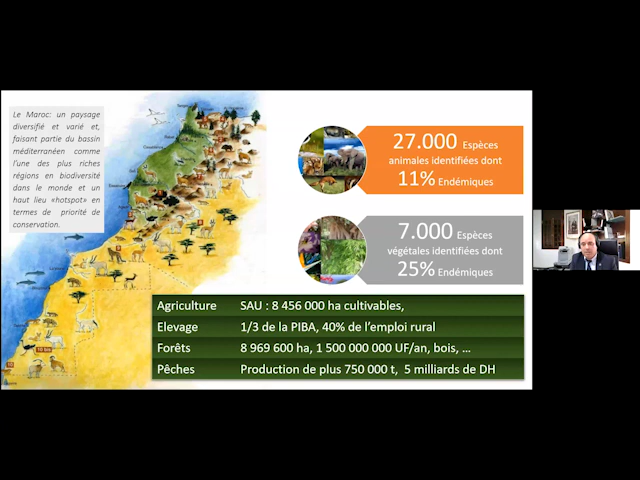 Le Maroc: un paysage
diversifié et varié et,
faisant partie du bassin
méditerranéen comme
l'une des plus riches
régions en biodiversité
dans le monde et un
haut lieu «hotspot» en
termes de priorité de
conservation.
27.000 Espèces
animales identifiées dont
11% Endémiques
7.000 Espèces
végétales identifiées dont
25% Endémiques
Agriculture SAU : 8 456 000 ha cultivables,
Elevage 1/3 de la PIBA, 40% de l'emploi rural
Forêts 8 969 600 ha, 1 500 000 000 UF/an, bois, ...
Pêches Production de plus 750 000 t, 5 milliards de DH